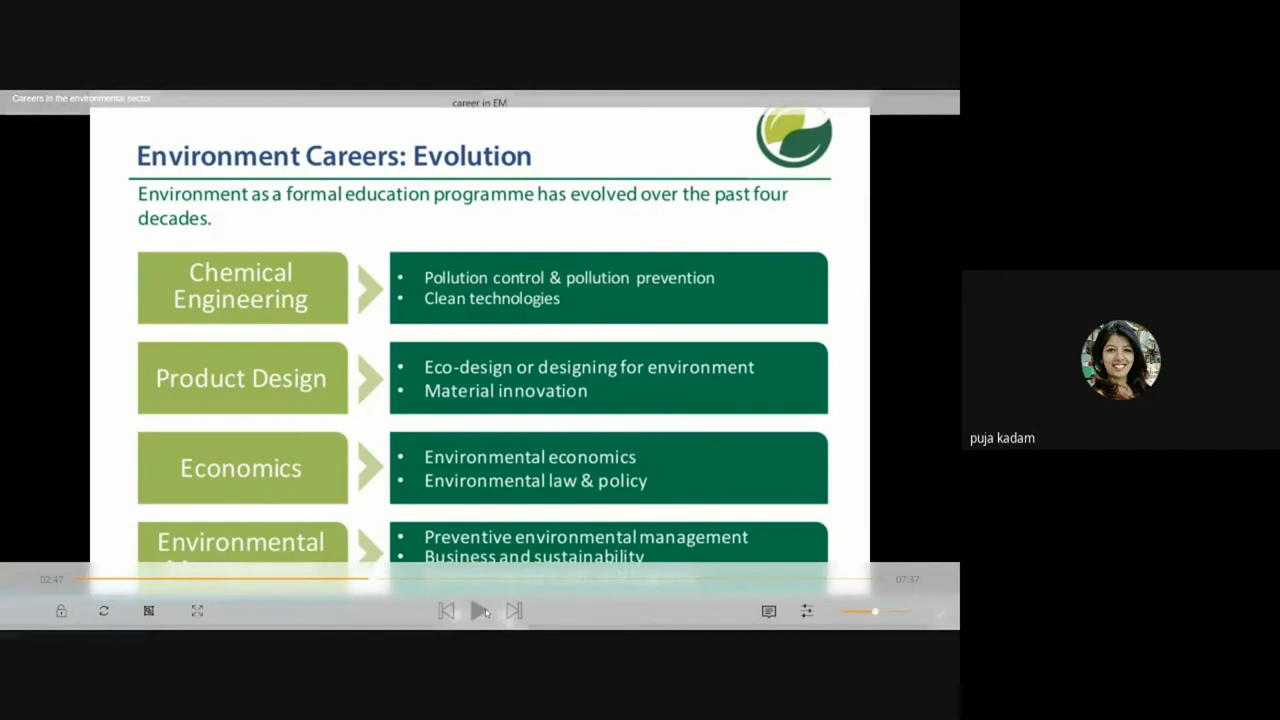 Careers in the environmental sector
career in EM
Environment Careers: Evolution
Environment as a formal education programme has evolved over the past four
decades.
Chemical
Engineering
• Pollution control & pollution prevention
• Clean technologies
Product Design
• Eco-design or designing for environment
• Material innovation
Economics
• Environmental economics
• Environmental law & policy
Environmental
• Preventive environmental management
• Business and sustainability
02:47
07:37
puja kadam